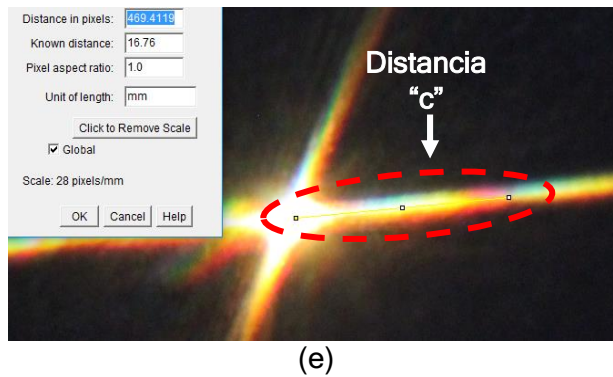 Distance in pixels: 469.4119
Known distance: 16.76
Pixel aspect ratio: 1.0
Unit of length: mm
Click to Remove Scale
Global
Scale: 28 pixels/mm
OK Cancel Help
Distancia
“c”
(e)